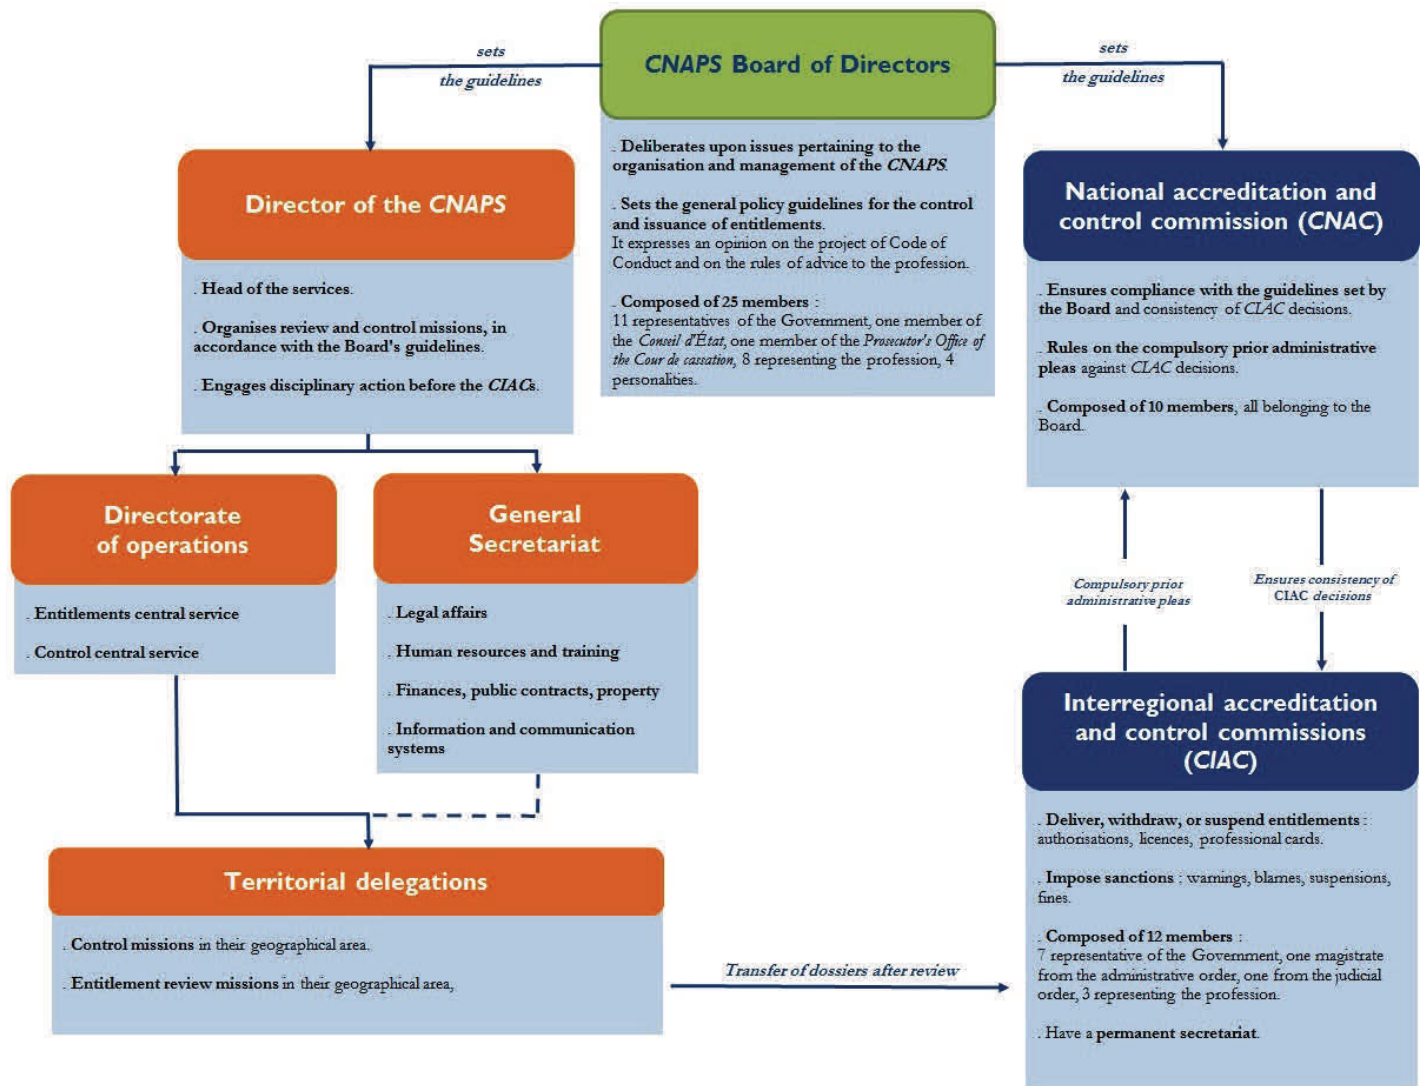 CNAPS Board of Directors
sets
the guidelines
sets
the guidelines
. Deliberates upon issues pertaining to the
organisation and management of the CNAPS.
. Sets the general policy guidelines for the control
and issuance of entitlements.
It expresses an opinion on the project of Code of
Conduct and on the rules of advice to the profession.
. Composed of 25 members :
11 representatives of the Government, one member of
the Conseil d'État, one member of the Prosecutor's Office of
the Cour de cassation, 8 representing the profession, 4
personalities.
Director of the CNAPS
. Head of the services.
. Organises review and control missions, in
accordance with the Board's guidelines.
. Engages disciplinary action before the CIACs.
National accreditation and
control commission (CNAC)
. Ensures compliance with the guidelines set by
the Board and consistency of CIAC decisions.
. Rules on the compulsory prior administrative
pleas against CIAC decisions.
. Composed of 10 members, all belonging to the
Board.
Directorate
of operations
. Entitlements central service
. Control central service
General
Secretariat
. Legal affairs
. Human resources and training
. Finances, public contracts, property
. Information and communication
systems
Compulsory prior
administrative pleas
Ensures consistency of
CIAC decisions
Interregional accreditation
and control commissions
(CIAC)
. Deliver, withdraw, or suspend entitlements :
authorisations, licences, professional cards.
. Impose sanctions : warnings, blames, suspensions,
fines.
. Composed of 12 members :
7 representative of the Government, one magistrate
from the administrative order, one from the judicial
order, 3 representing the profession.
. Have a permanent secretariat.
Territorial delegations
. Control missions in their geographical area.
. Entitlement review missions in their geographical area,
Transfer of dossiers after review